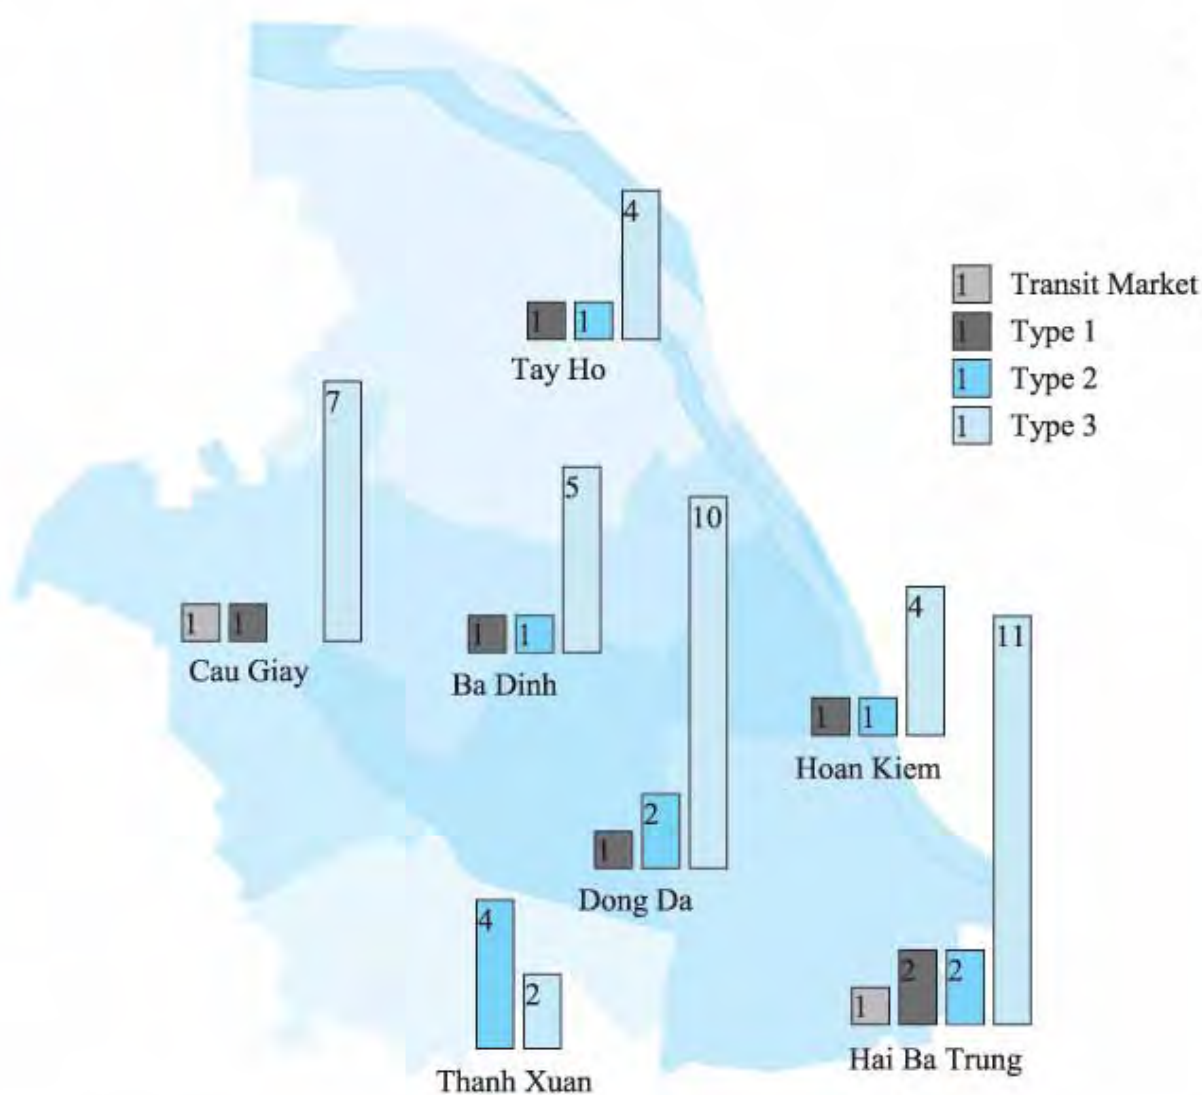 4
1 Transit Market
1 Type 1
1 Type 2
1 Type 3
1 1
Tay Ho
7
5
10
4
11
1 1
Cau Giay
1 1
Ba Dinh
1 1
Hoan Kiem
2
1
Dong Da
4
2
2 2
1
Hai Ba Trung
Thanh Xuan